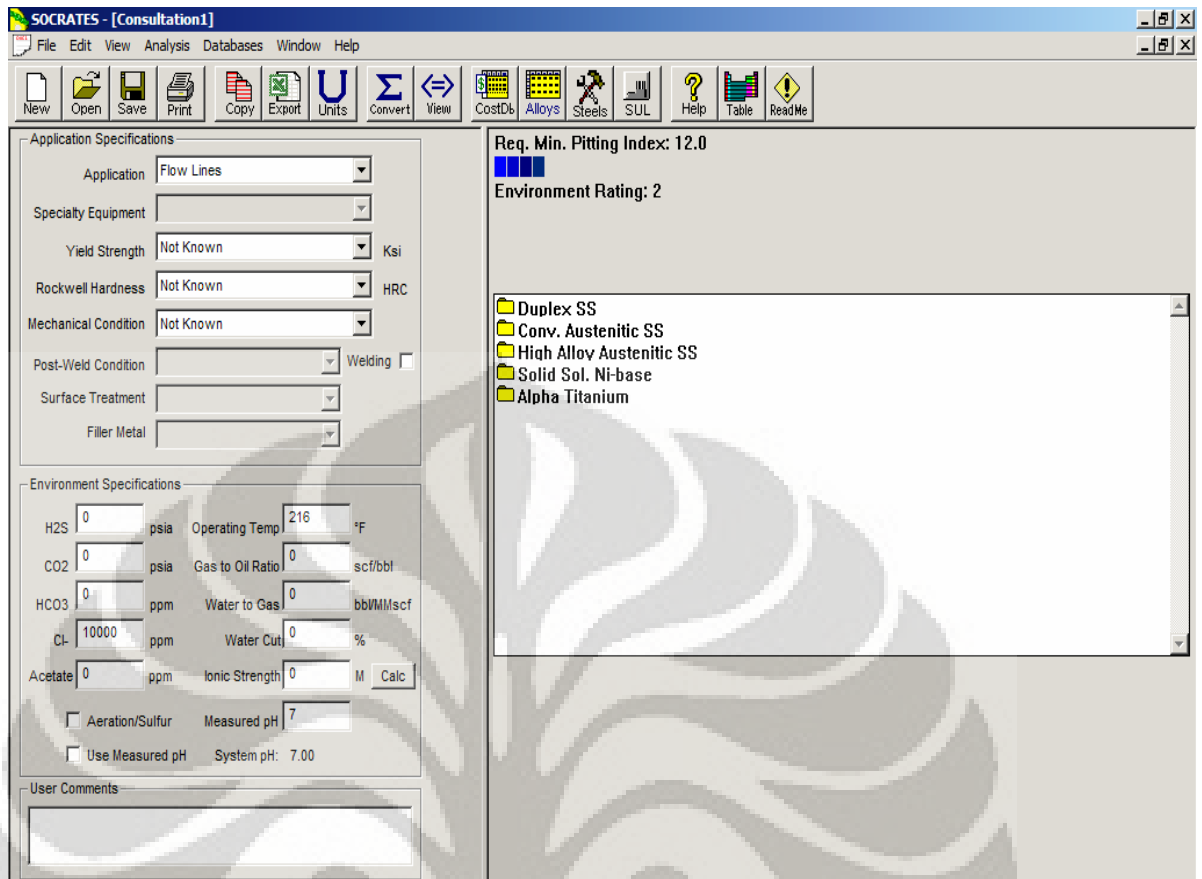 SOCRATES - [Consultation1]
File Edit View Analysis Databases Window Help
New Open Save Print Copy Export Units Convert View CostDb Alloys Steels SUL Help Table ReadMe
Application Specifications
Application Flow Lines
Specialty Equipment
Yield Strength Not Known Ksi
Rockwell Hardness Not Known HRC
Mechanical Condition Not Known
Post-Weld Condition Welding
Surface Treatment
Filler Metal
Environment Specifications
H2S 0 psia Operating Temp 216 °F
CO2 0 psia Gas to Oil Ratio 0 scf/bbl
HCO3 0 ppm Water to Gas 0 bbl/MMscf
Cl- 10000 ppm Water Cut 0 %
Acetate 0 ppm Ionic Strength 0 M Calc
Aeration/Sulfur Measured pH 7
Use Measured pH System pH: 7.00
User Comments
Req. Min. Pitting Index: 12.0
Environment Rating: 2
Duplex SS
Conv. Austenitic SS
High Alloy Austenitic SS
Solid Sol. Ni-base
Alpha Titanium